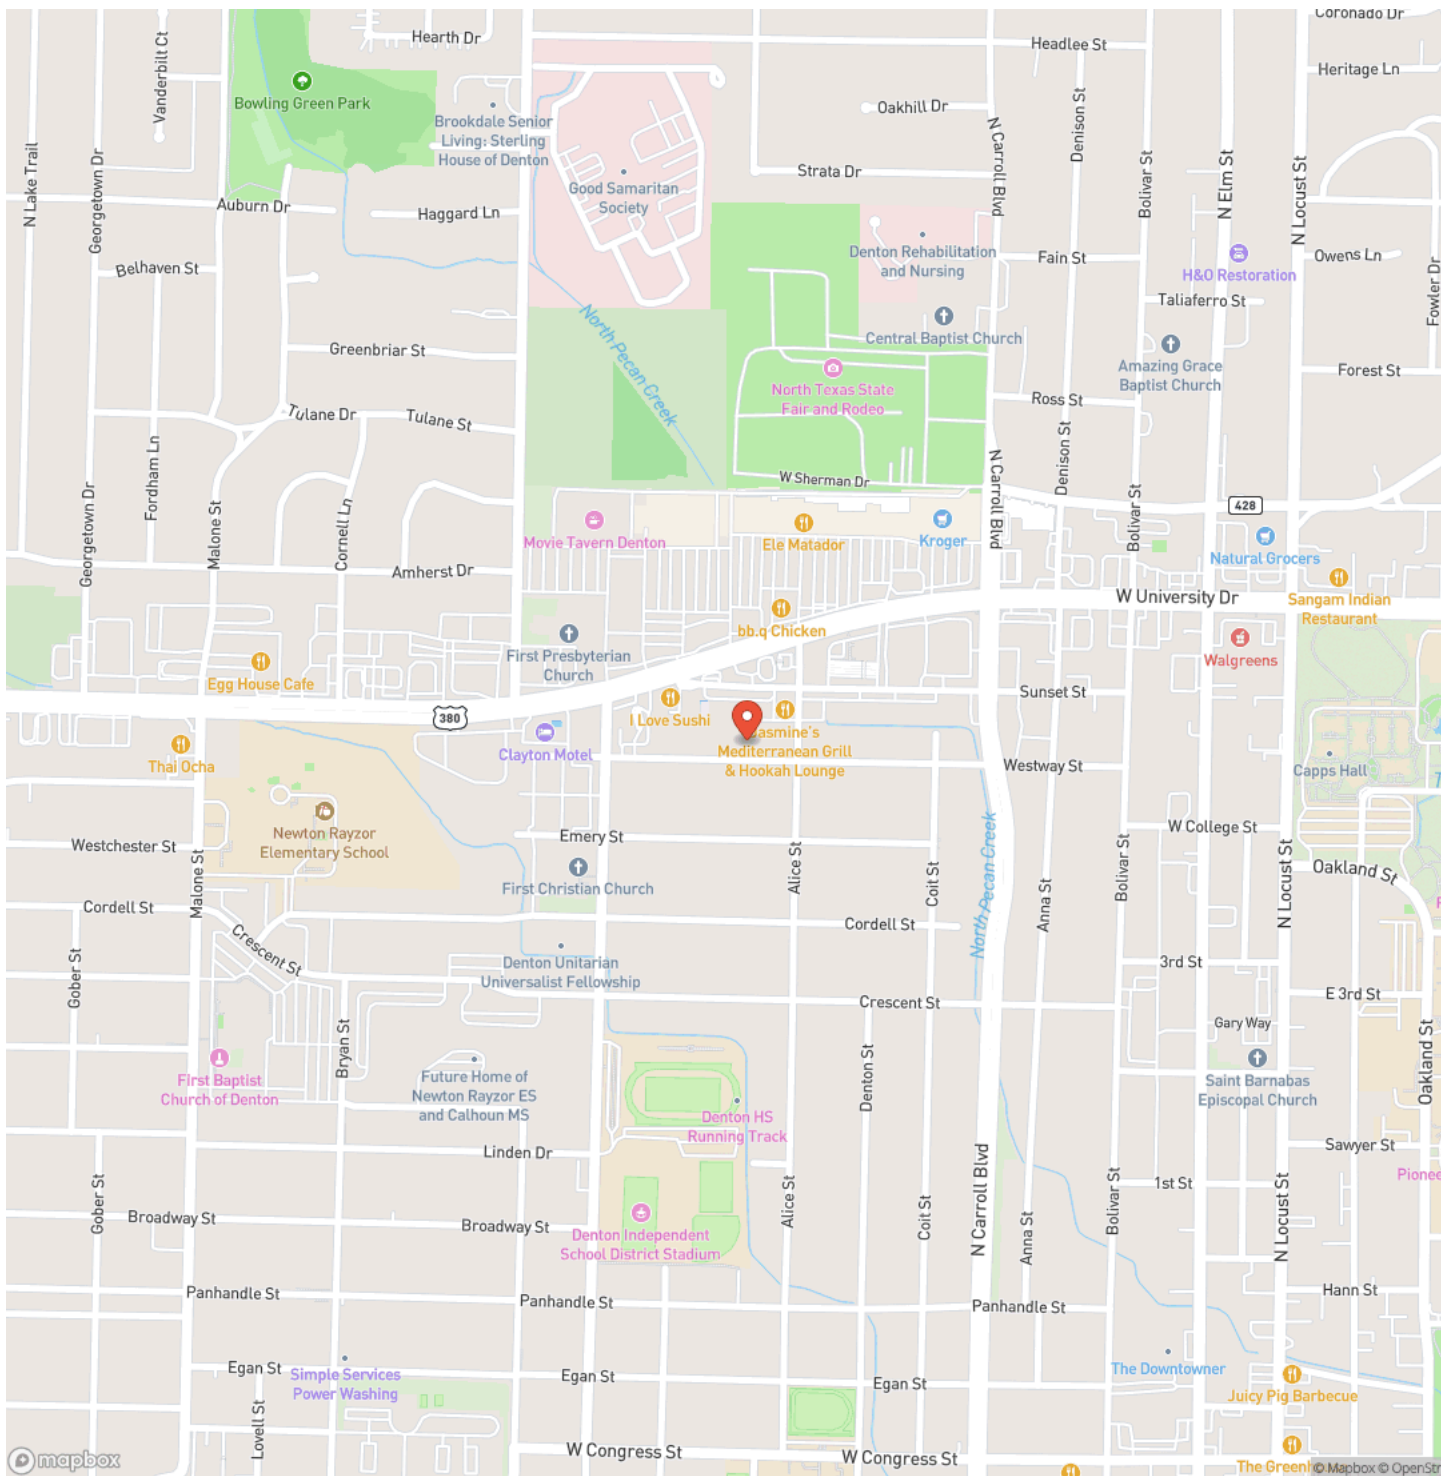 Coronado Dr
Hearth Dr
Headlee St
Heritage Ln
Vanderbilt Ct
Bowling Green Park
Oakhill Dr
Brookdale Senior
Living: Sterling
House of Denton
N Carroll Blvd
Denison St
N Lake Trail
Georgetown Dr
Strata Dr
Bolivar St
N Elm St
N Locust St
Good Samaritan
Society
Auburn Dr
Haggard Ln
Denton Rehabilitation
and Nursing
Fain St
Owens Ln
Belhaven St
H&O Restoration
Fowler Dr
Taliaferro St
North Pecan Creek
Central Baptist Church
Greenbriar St
Amazing Grace
Baptist Church
Forest St
North Texas State
Fair and Rodeo
Ross St
Tulane Dr
Tulane St
Fordham Ln
Denison St
N Carroll Blvd
W Sherman Dr
Georgetown Dr
Malone St
Cornell Ln
Bolivar St
428
Movie Tavern Denton
Ele Matador
Kroger
Natural Grocers
Amherst Dr
W University Dr
Sangam Indian
Restaurant
bb.q Chicken
First Presbyterian
Church
Walgreens
Egg House Cafe
Sunset St
380
I Love Sushi
Clayton Motel
Jasmine's
Mediterranean Grill
& Hookah Lounge
Thai Ocha
Westway St
Capps Hall
Newton Rayzor
Elementary School
Emery St
W College St
Westchester St
North Pecan Creek
Alice St
Coit St
Bolivar St
Oakland St
First Christian Church
Malone St
Anna St
N Locust St
Cordell St
Cordell St
Crescent St
Denton Unitarian
Universalist Fellowship
3rd St
Gober St
E 3rd St
Crescent St
Gary Way
Bryan St
Oakland St
First Baptist
Church of Denton
Future Home of
Newton Rayzor ES
and Calhoun MS
Denton St
Saint Barnabas
Episcopal Church
Denton HS
Running Track
Linden Dr
Sawyer St
Pionee
N Carroll Blvd
1st St
Gober St
Alice St
Coit St
Anna St
Bolivar St
N Locust St
Broadway St
Broadway St
Denton Independent
School District Stadium
Panhandle St
Panhandle St
Panhandle St
Hann St
Egan St
Egan St
Egan St
Simple Services
Power Washing
The Downtowner
Juicy Pig Barbecue
Lovell St
W Congress St
W Congress St
mapbox
The Greenh
© Mapbox © OpenStr